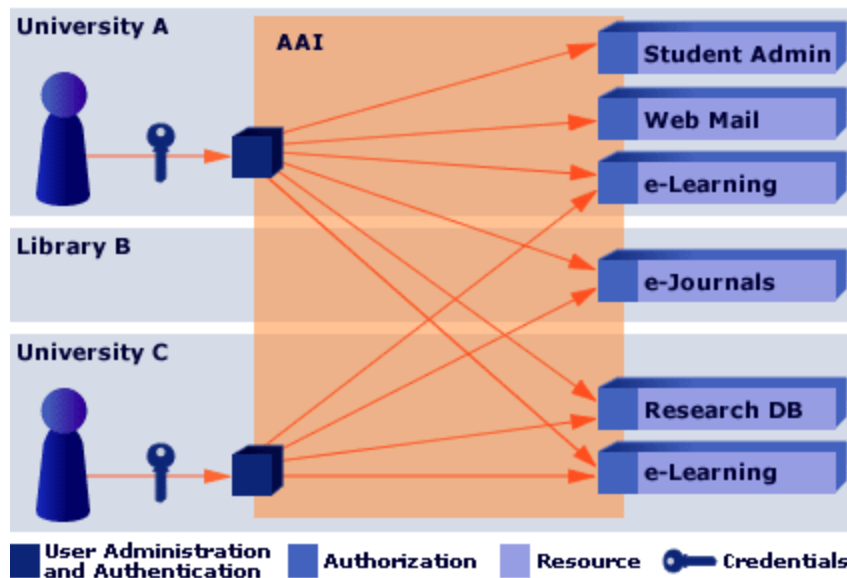 University A
AAI
Student Admin
Web Mail
e-Learning
Library B
e-Journals
University C
Research DB
e-Learning
User Administration
and Authentication
Authorization
Resource
Credentials